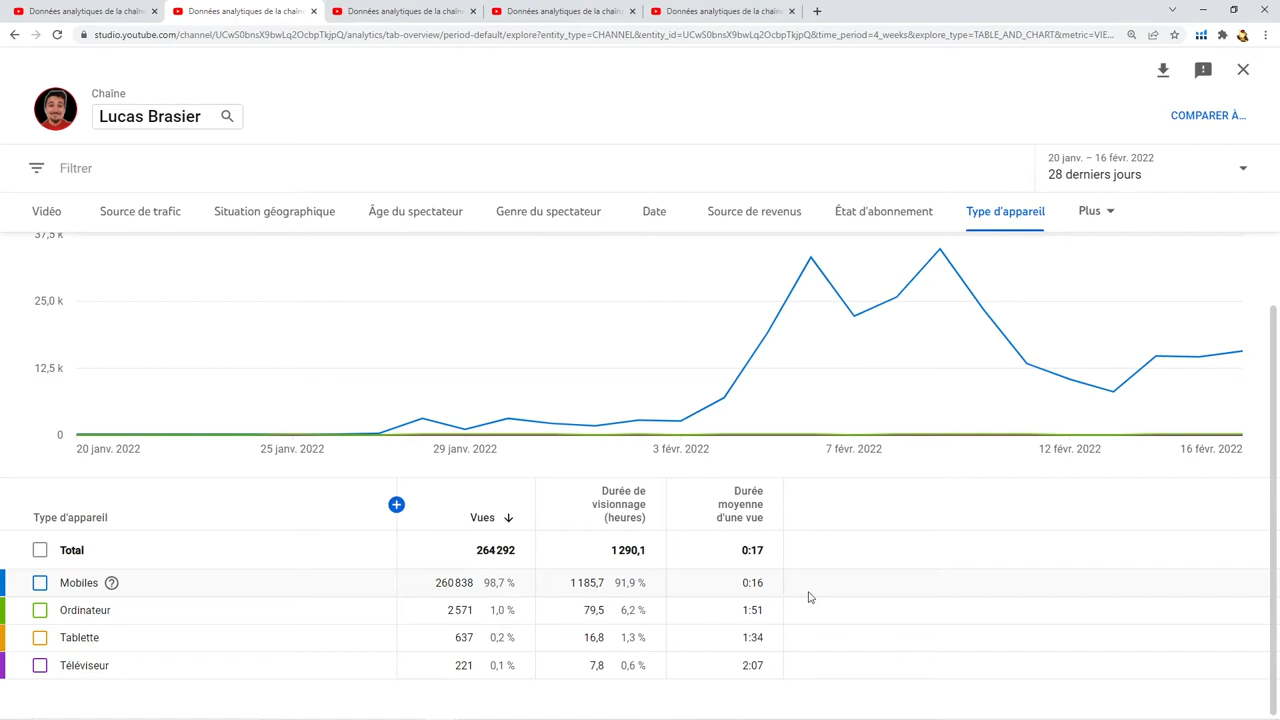 Données analytiques de la chaîn
Données analytiques de la chaîn
Données analytiques de la chaîn
Données analytiques de la chaîn
Données analytiques de la chaîn
studio.youtube.com/channel/UCwS0bnsX9bwLq2OcbpTkjpQ/analytics/tab-overview/period-default/explore?entity_type=CHANNEL&entity_id=UCwS0bnsX9bwLq2OcbpTkjpQ&time_period=4_weeks&explore_type=TABLE_AND_CHART&metric=VIE...
Chaîne
Lucas Brasier
COMPARER À...
Filtrer
20 janv. – 16 févr. 2022
28 derniers jours
Vidéo Source de trafic Situation géographique Âge du spectateur Genre du spectateur Date Source de revenus État d'abonnement Type d'appareil Plus
37,5 k
25,0 k
12,5 k
0
20 janv. 2022 25 janv. 2022 29 janv. 2022 3 févr. 2022 7 févr. 2022 12 févr. 2022 16 févr. 2022
Type d'appareil Vues Durée de visionnage (heures) Durée moyenne d'une vue
Total 264 292 1 290,1 0:17
Mobiles 260 838 98,7 % 1 185,7 91,9 % 0:16
Ordinateur 2 571 1,0 % 79,5 6,2 % 1:51
Tablette 637 0,2 % 16,8 1,3 % 1:34
Téléviseur 221 0,1 % 7,8 0,6 % 2:07